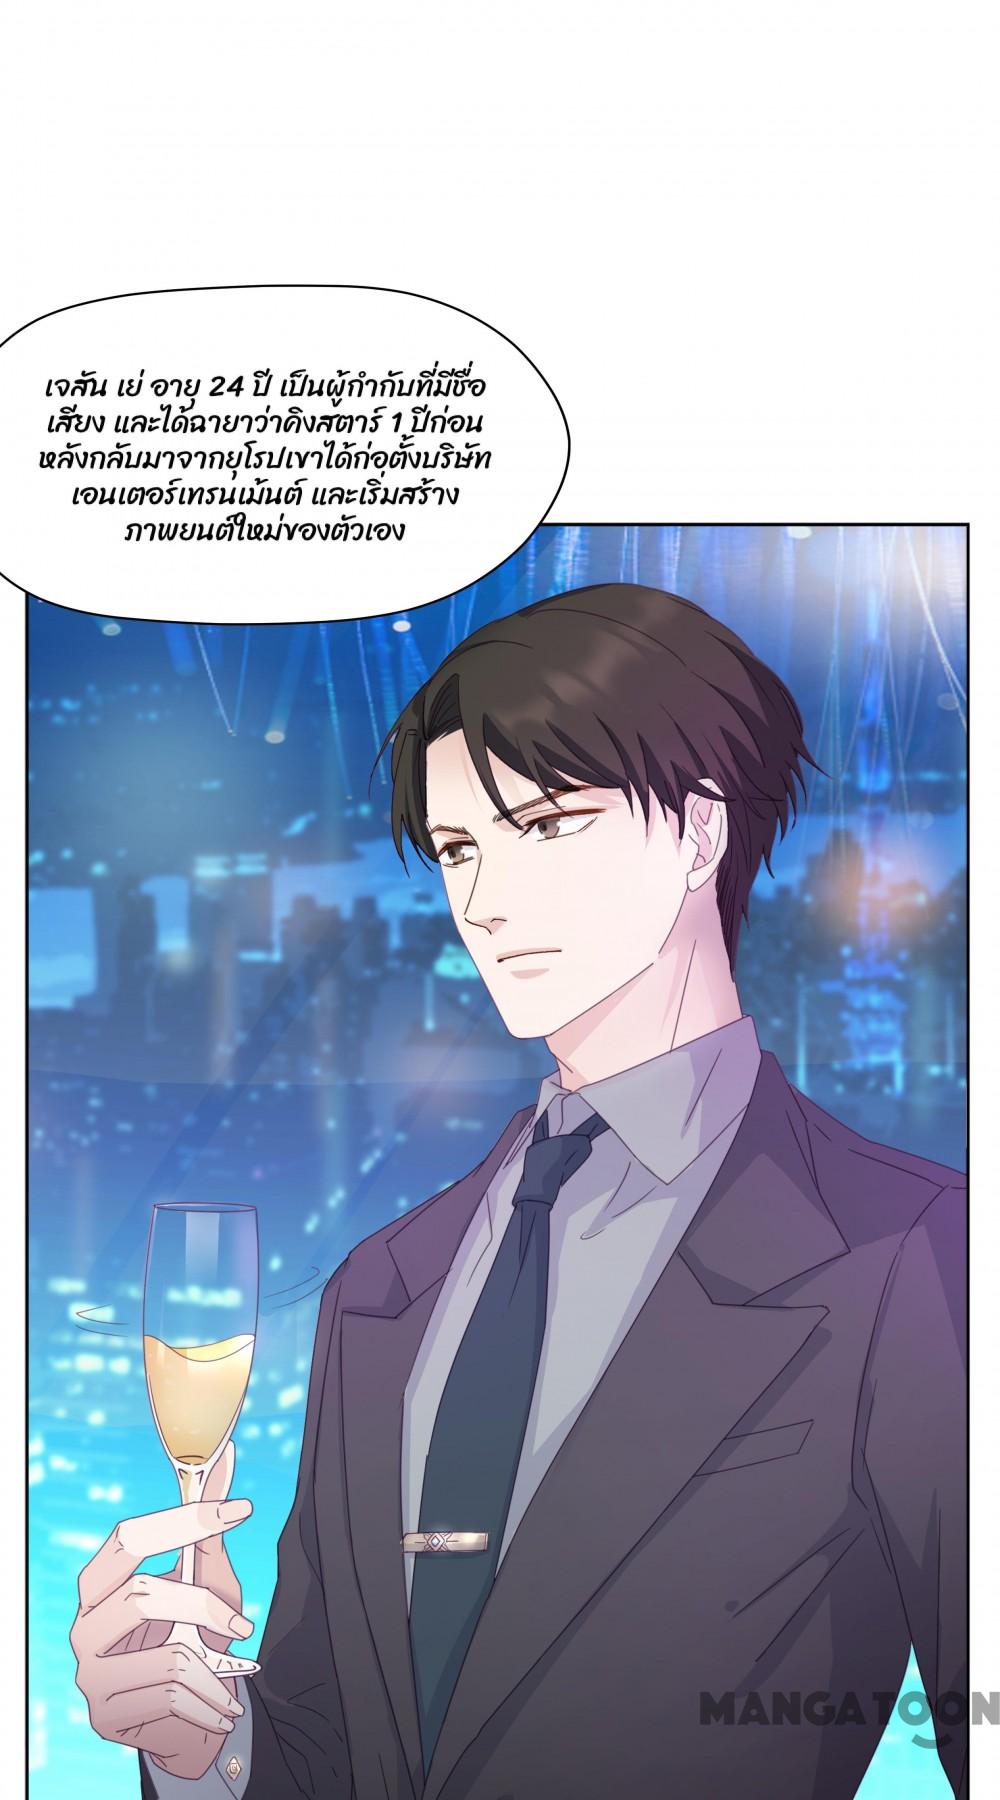 เจสัน เย่ อายุ 24 ปี เป็นผู้กำกับที่มีชื่อ
เสียง และได้ฉายาว่าคิงสตาร์ 1 ปีก่อน
หลังกลับมาจากยุโรปเขาได้ก่อตั้งบริษัท
เอนเตอร์เทรนเม้นต์ และเริ่มสร้าง
ภาพยนต์ใหม่ของตัวเอง
MANGATOON